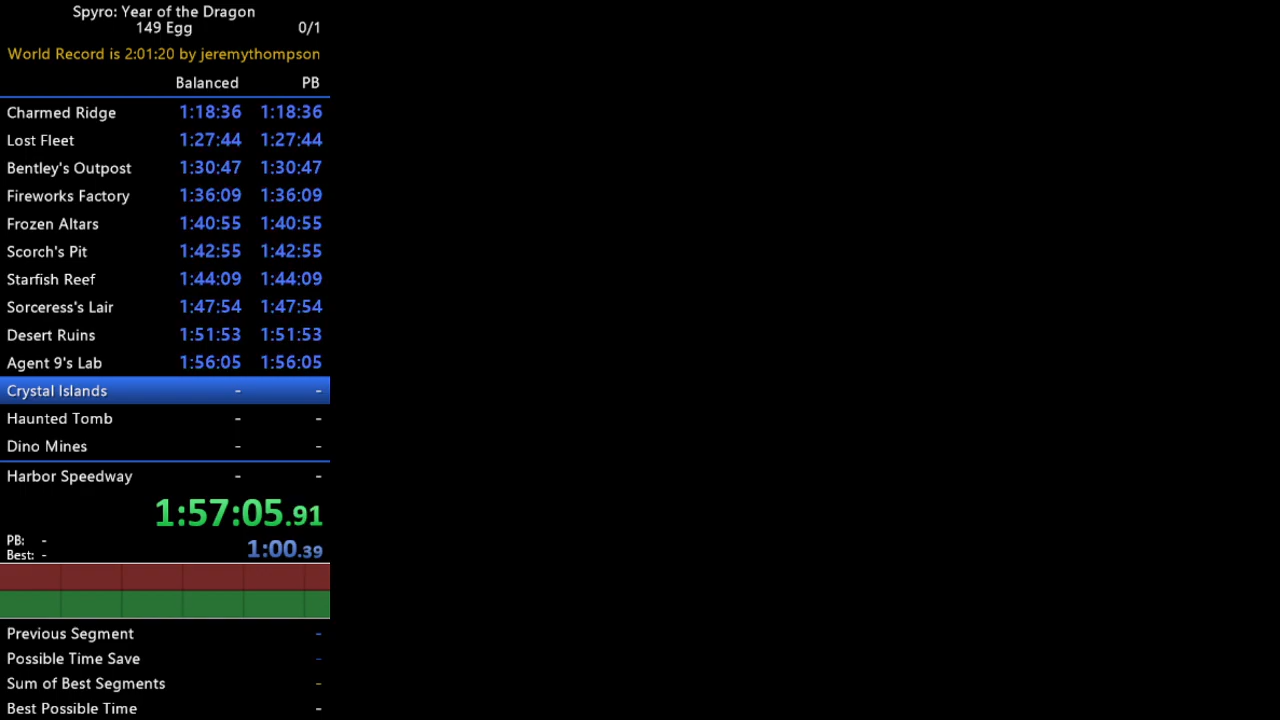 Spyro: Year of the Dragon
149 Egg 0/1
World Record is 2:01:20 by jeremythompson
Balanced PB
Charmed Ridge 1:18:36 1:18:36
Lost Fleet 1:27:44 1:27:44
Bentley's Outpost 1:30:47 1:30:47
Fireworks Factory 1:36:09 1:36:09
Frozen Altars 1:40:55 1:40:55
Scorch's Pit 1:42:55 1:42:55
Starfish Reef 1:44:09 1:44:09
Sorceress's Lair 1:47:54 1:47:54
Desert Ruins 1:51:53 1:51:53
Agent 9's Lab 1:56:05 1:56:05
Crystal Islands - -
Haunted Tomb - -
Dino Mines - -
Harbor Speedway - -
1:57:05.91
PB: -
Best: - 1:00.39
Previous Segment -
Possible Time Save -
Sum of Best Segments -
Best Possible Time -